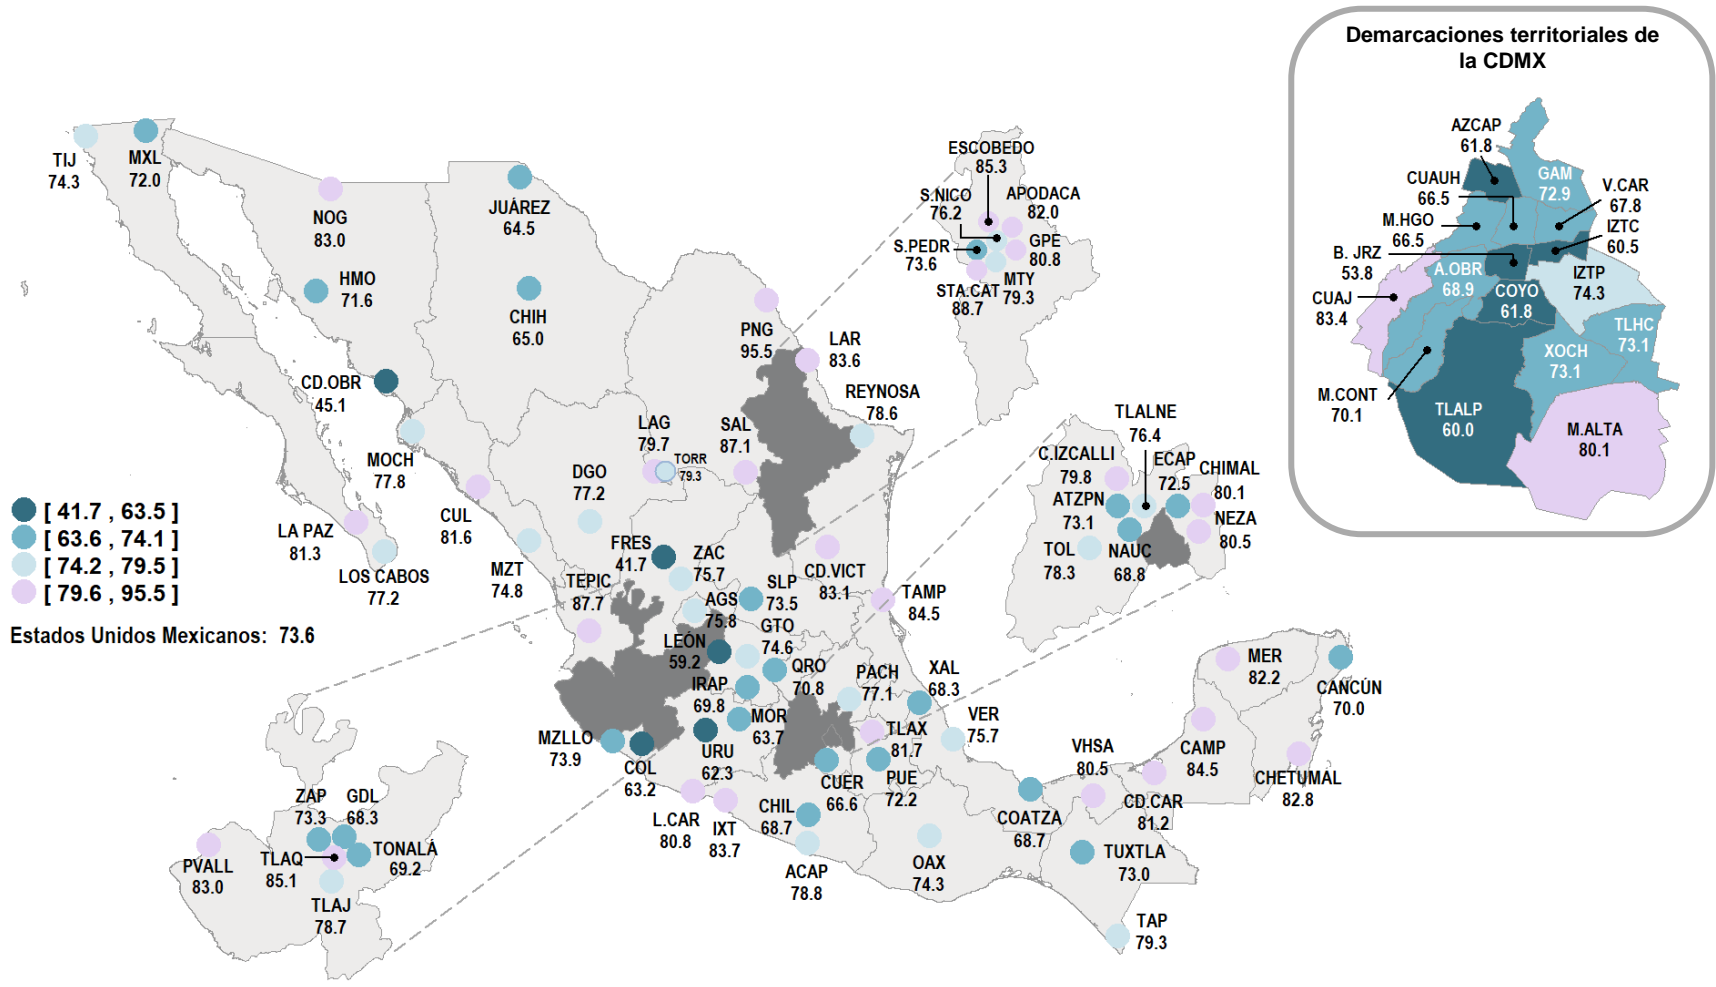 Demarcaciones territoriales de
la CDMX
AZCAP
61.8
CUAUH
66.5
GAM
72.9
V.CAR
67.8
M.HGO
66.5
IZTC
60.5
B. JRZ
53.8
A.OBR
68.9
IZTP
74.3
CUAJ
83.4
COYO
61.8
TLHC
73.1
XOCH
73.1
M.CONT
70.1
TLALP
60.0
M.ALTA
80.1
TIJ
74.3
MXL
72.0
NOG
83.0
JUÁREZ
64.5
HMO
71.6
CHIH
65.0
ESCOBEDO
85.3
S.NICO
76.2
APODACA
82.0
S.PEDR
73.6
GPE
80.8
MTY
79.3
STA.CAT
88.7
PNG
95.5
LAR
83.6
REYNOSA
78.6
CD.OBR
45.1
MOCH
77.8
LAG
79.7
TORR
79.3
SAL
87.1
DGO
77.2
CUL
81.6
LA PAZ
81.3
LOS CABOS
77.2
MZT
74.8
FRES
41.7
ZAC
75.7
TEPIC
87.7
AGS
75.8
SLP
73.5
CD.VICT
83.1
TAMP
84.5
LEÓN
59.2
GTO
74.6
QRO
70.8
IRAP
69.8
PACH
77.1
XAL
68.3
MOR
63.7
TLAX
81.7
VER
75.7
MZLLO
73.9
COL
63.2
URU
62.3
CUER
66.6
PUE
72.2
L.CAR
80.8
IXT
83.7
CHIL
68.7
ACAP
78.8
OAX
74.3
COATZA
68.7
VHSA
80.5
CD.CAR
81.2
CAMP
84.5
MER
82.2
CANCÚN
70.0
CHETUMAL
82.8
TUXTLA
73.0
TAP
79.3
TLALNE
76.4
C.IZCALLI
79.8
ECAP
72.5
CHIMAL
80.1
ATZPN
73.1
NEZA
80.5
TOL
78.3
NAUC
68.8
[ 41.7 , 63.5 ]
[ 63.6 , 74.1 ]
[ 74.2 , 79.5 ]
[ 79.6 , 95.5 ]
Estados Unidos Mexicanos: 73.6
ZAP
73.3
GDL
68.3
TONALÁ
69.2
TLAQ
85.1
PVALL
83.0
TLAJ
78.7